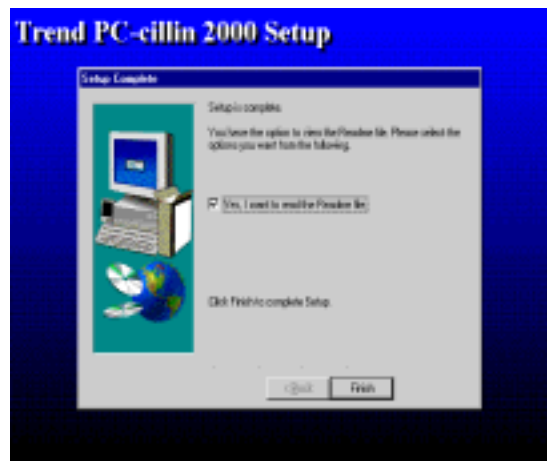 Trend PC-cillin 2000 Setup
Setup Complete
Setup is complete.
You have the option to view the Readme file. Please select the
options you want from the following.
Yes, I want to read the Readme file
Click Finish to complete Setup.
< Back
Finish